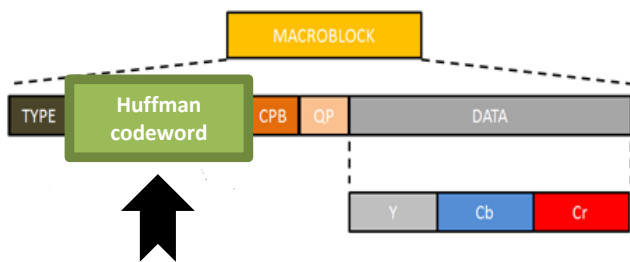 MACROBLOCK
TYPE
Huffman
codeword
CPB
QP
DATA
Y
Cb
Cr